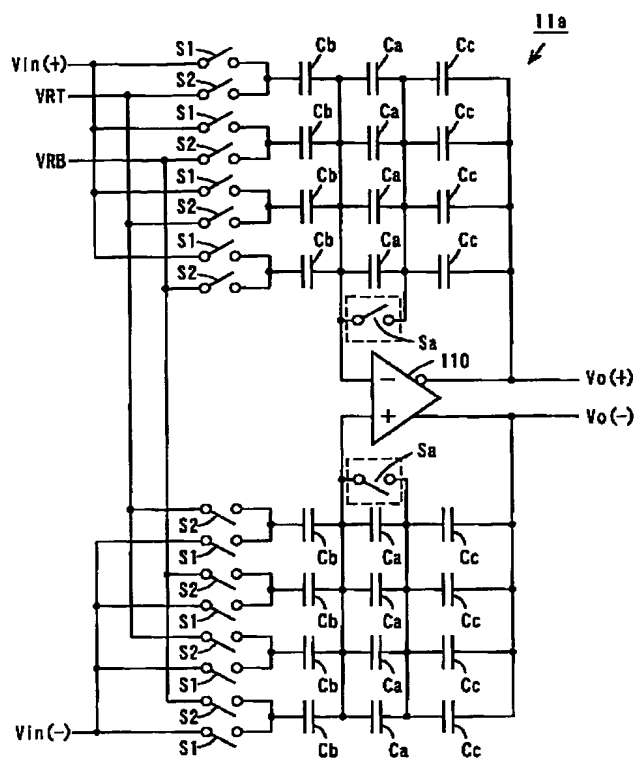 11a
S1 Cb Ca Cc
Vin(+)
S2
VRT
S1 Cb Ca Cc
S2
VRB
S1 Cb Ca Cc
S2
S1 Cb Ca Cc
S2
Sa 110
− Vo(+)
+ Vo(-)
Sa
S2
S1 Cb Ca Cc
S2
S1 Cb Ca Cc
S2
S1 Cb Ca Cc
S2
Vin(-)
S1 Cb Ca Cc